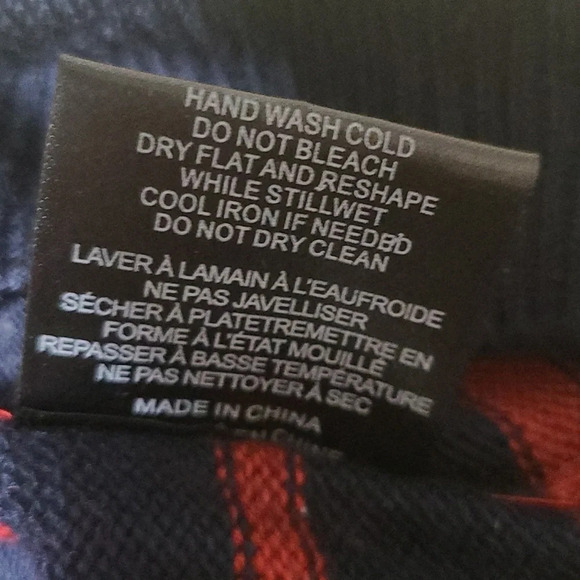 HAND WASH COLD
DO NOT BLEACH
DRY FLAT AND RESHAPE
WHILE STILLWET
COOL IRON IF NEEDED
DO NOT DRY CLEAN
LAVER À LAMAIN À L'EAUFROIDE
NE PAS JAVELLISER
SÉCHER À PLATETREMETTRE EN
FORME À L'ÉTAT MOUILLÉ
REPASSER À BASSE TEMPÉRATURE
NE PAS NETTOYER À SEC
MADE IN CHINA